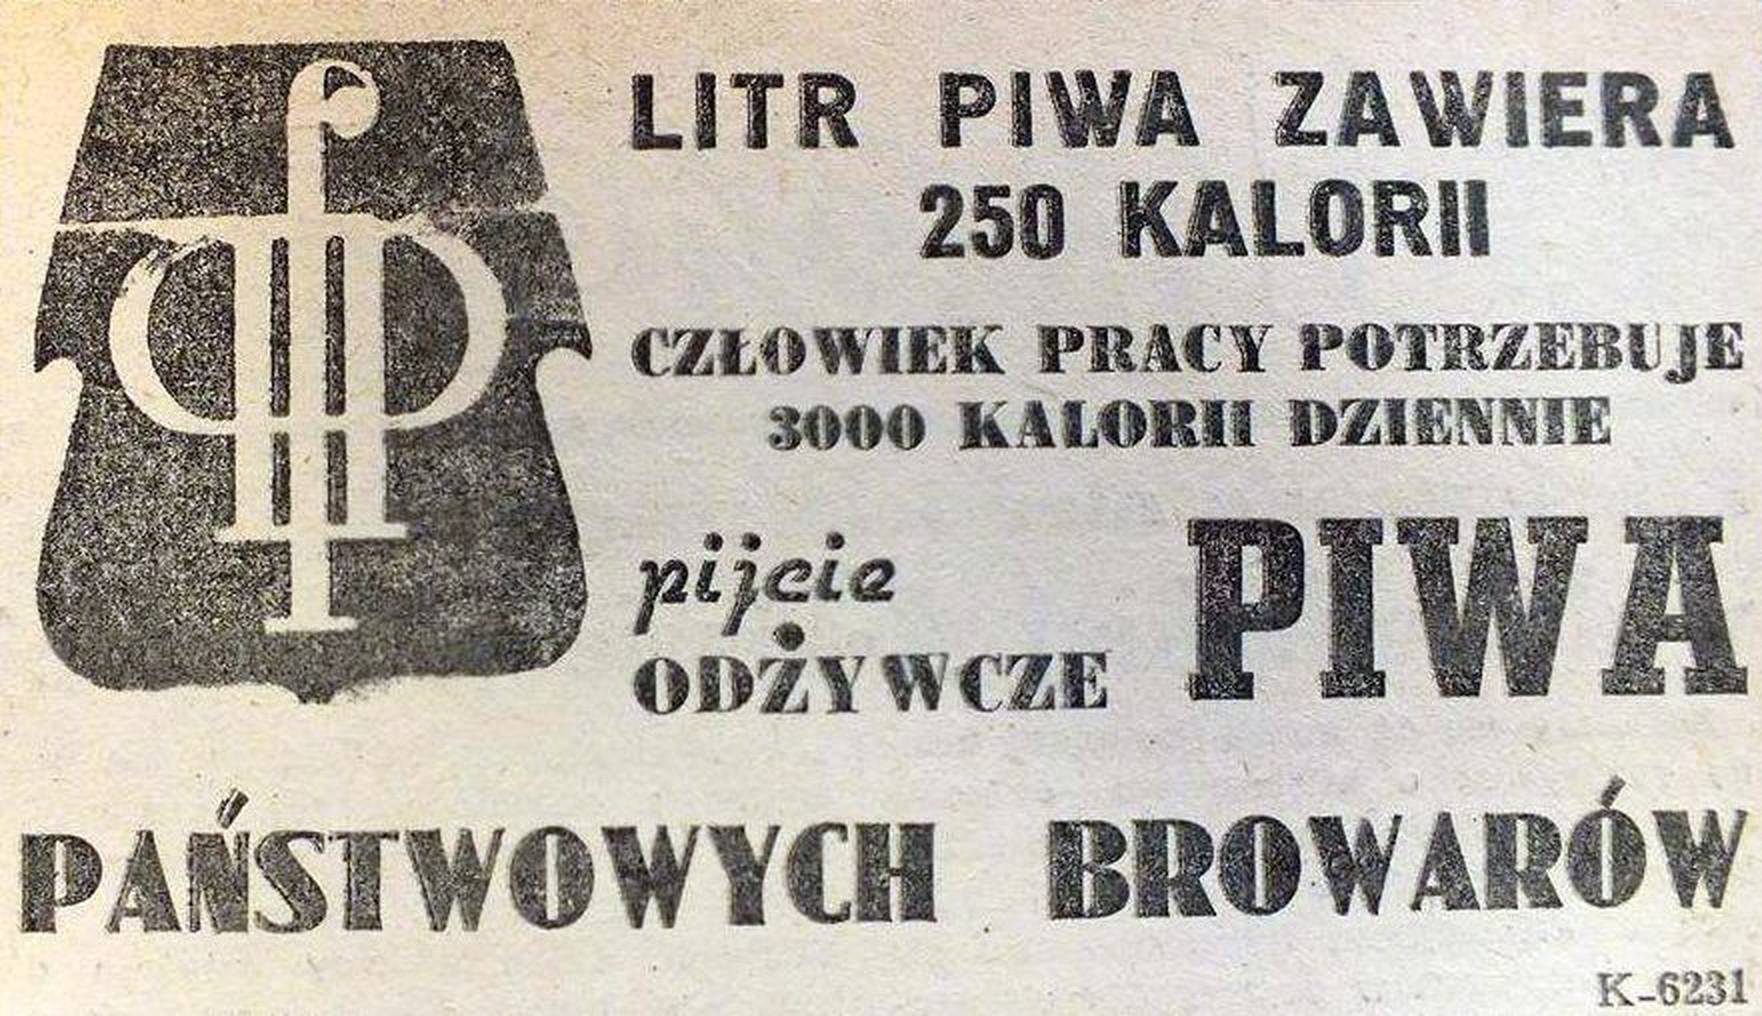 LITR PIWA ZAWIERA
250 KALORII
CZŁOWIEK PRACY POTRZEBUJE
3000 KALORII DZIENNIE
pijcie
ODŻYWCZE PIWA
PAŃSTWOWYCH BROWARÓW
K-6231